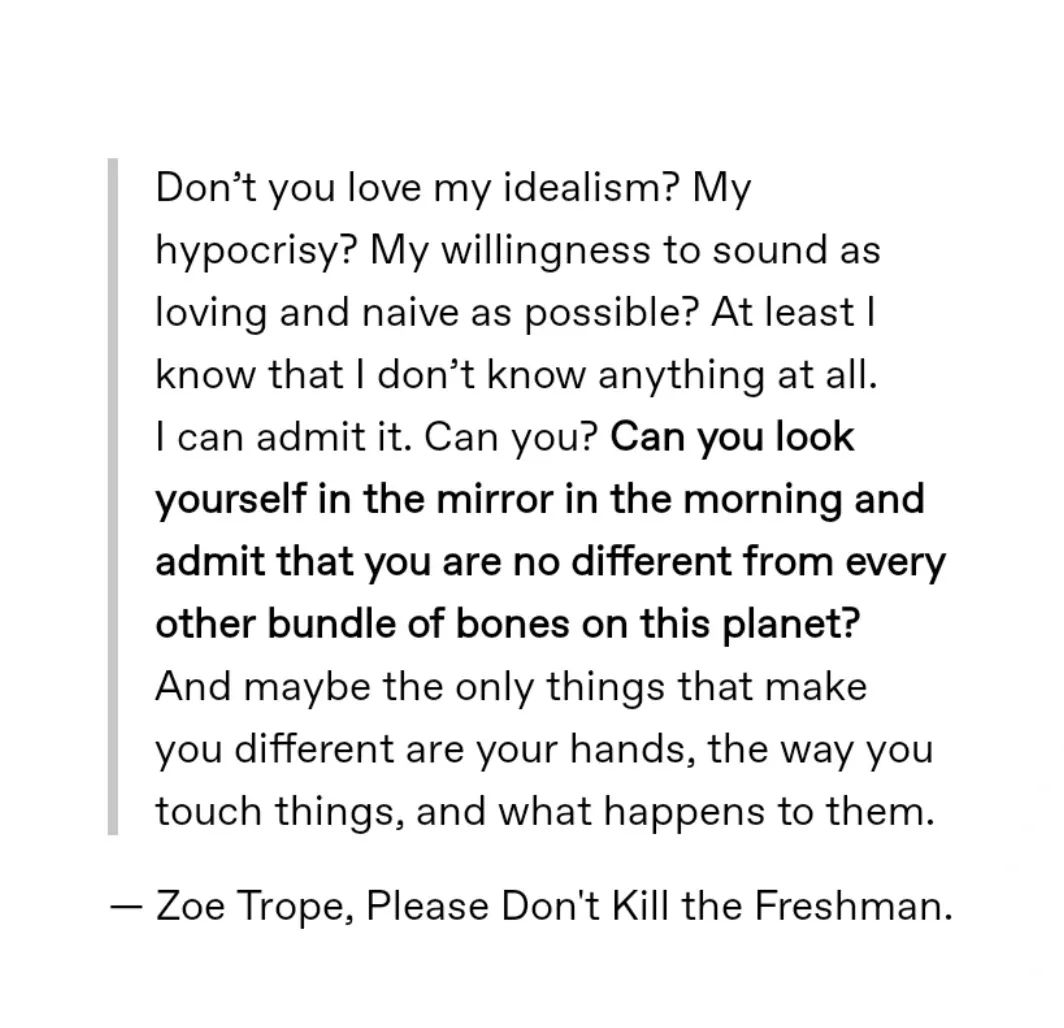 Don’t you love my idealism? My
hypocrisy? My willingness to sound as
loving and naive as possible? At least I
know that I don’t know anything at all.
I can admit it. Can you? Can you look
yourself in the mirror in the morning and
admit that you are no different from every
other bundle of bones on this planet?
And maybe the only things that make
you different are your hands, the way you
touch things, and what happens to them.
— Zoe Trope, Please Don't Kill the Freshman.